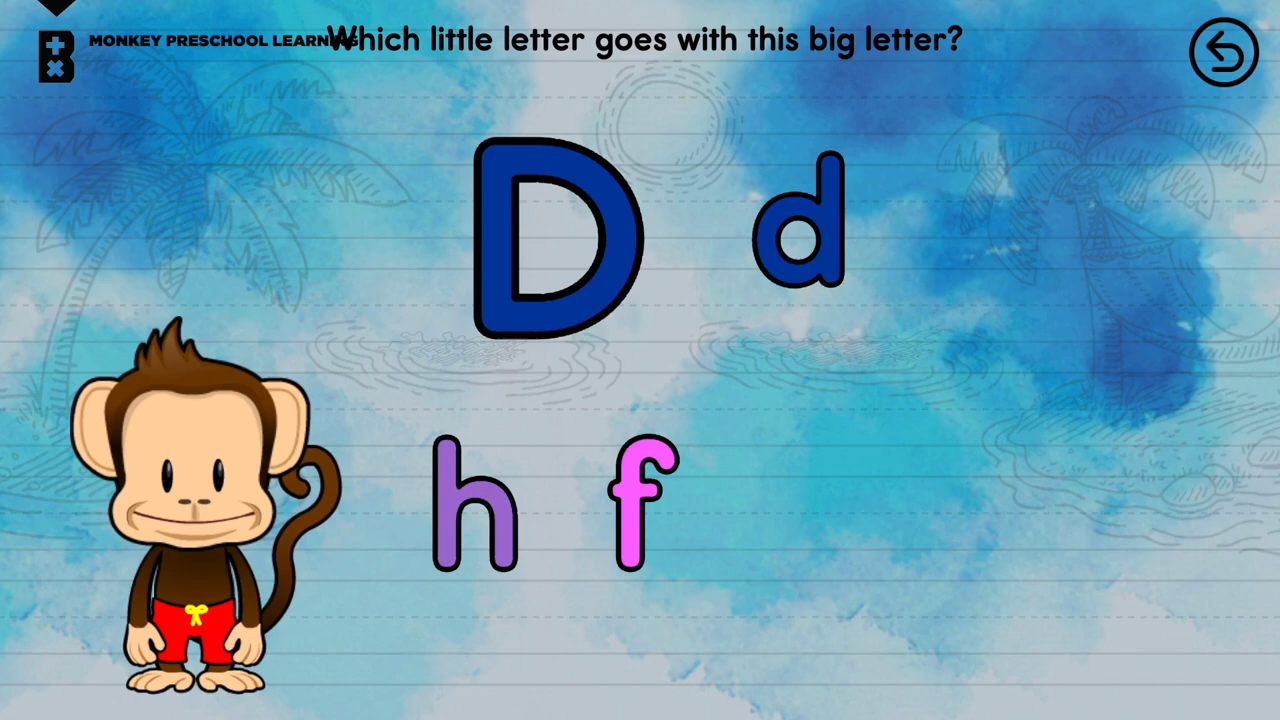 MONKEY PRESCHOOL LEARNING
Which little letter goes with this big letter?
D d
h f